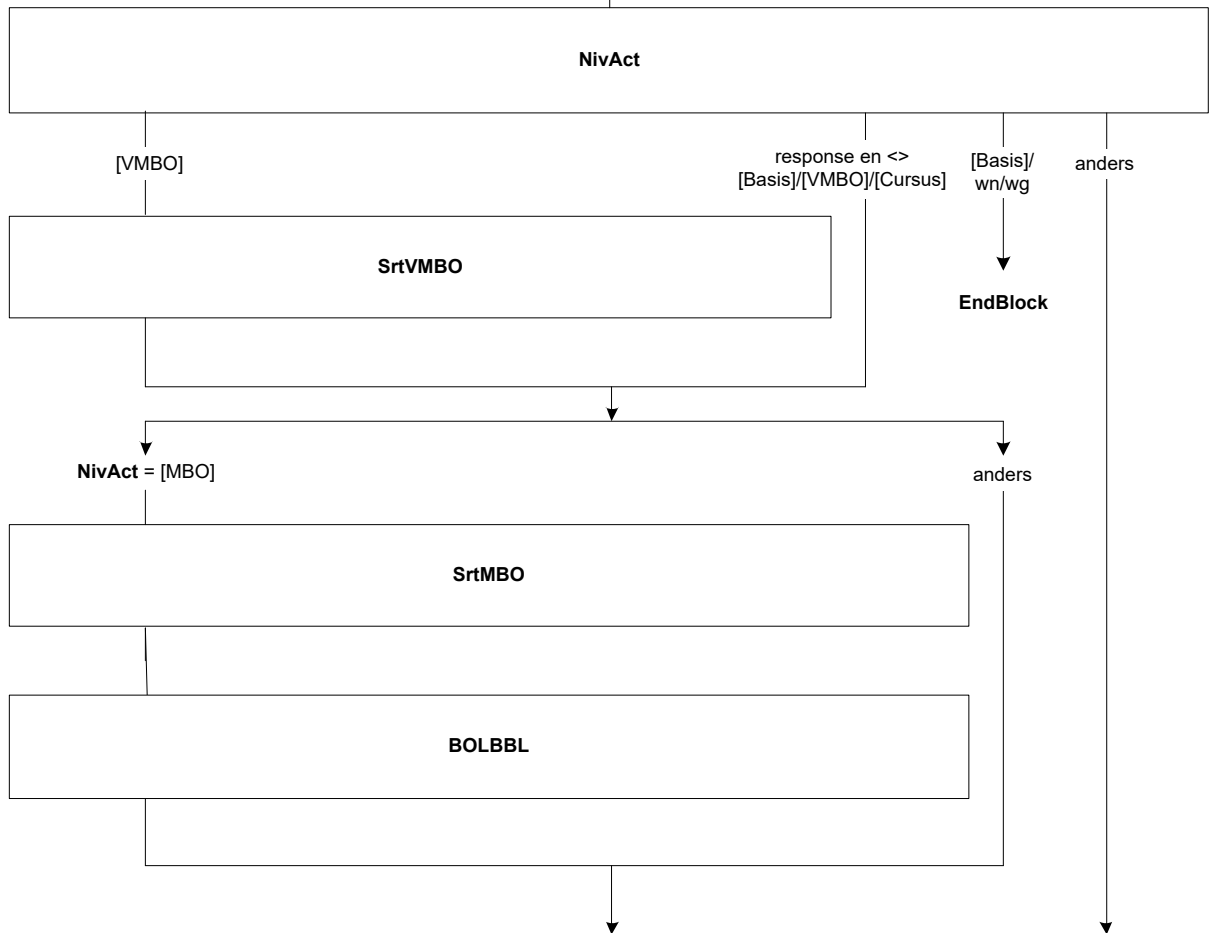 NivAct
[VMBO]
response en <>
[Basis]/[VMBO]/[Cursus]
[Basis]/
wn/wg
anders
SrtVMBO
EndBlock
NivAct = [MBO]
anders
SrtMBO
BOLBBL